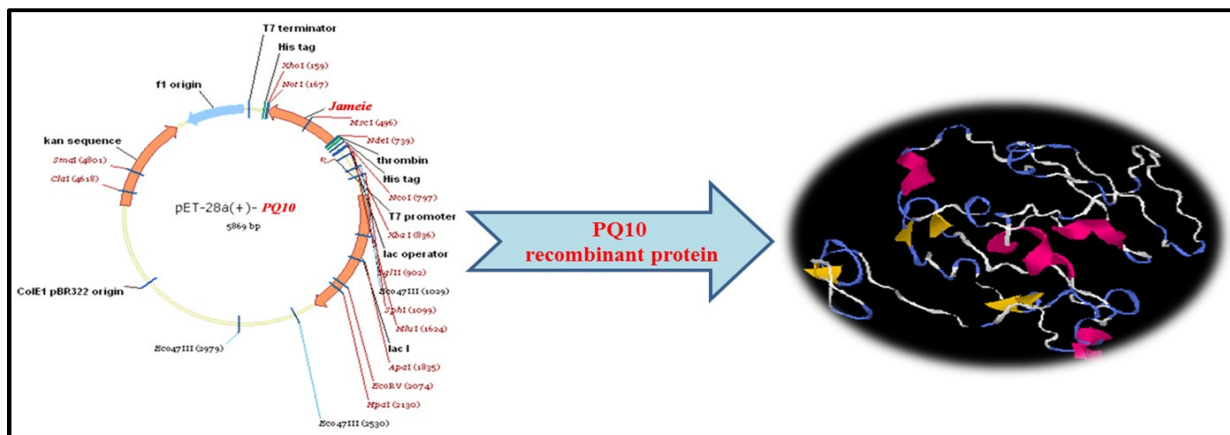 T7 terminator
His tag
XhoI (159)
NotI (167)
f1 origin
Jameie
MscI (496)
NdeI (739)
kan sequence
thrombin
SmaI (4801)
His tag
ClaI (4618)
NcoI (797)
pET-28a(+)- PQ10
5869 bp
T7 promoter
XbaI (836)
lac operator
BglII (902)
ColE1 pBR322 origin
Eco47III (1029)
SphI (1099)
MluI (1624)
Eco47III (2979)
lac I
ApaI (1835)
EcoRV (2074)
HpaI (2130)
Eco47III (2530)
PQ10
recombinant protein